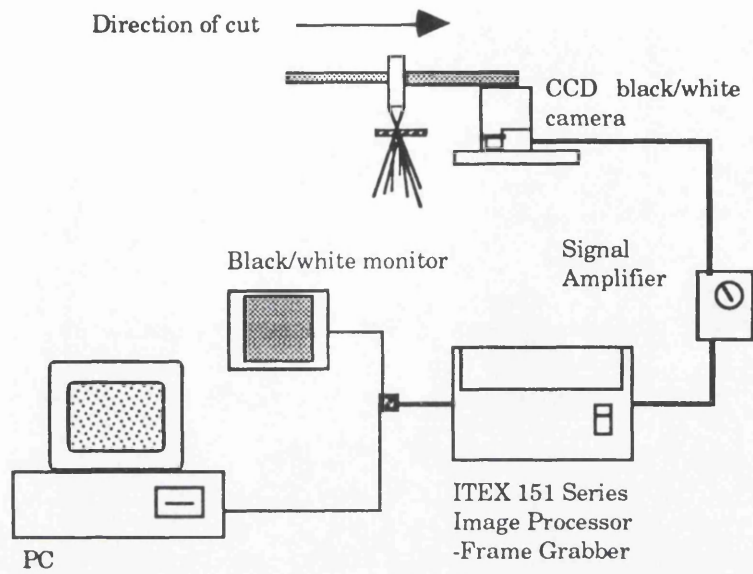 Direction of cut
CCD black/white
camera
Signal
Amplifier
Black/white monitor
ITEX 151 Series
Image Processor
-Frame Grabber
PC